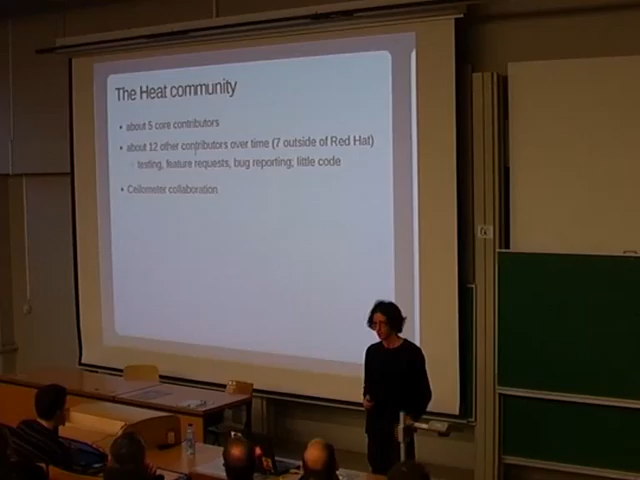 The Heat community
• about 5 core contributors
• about 12 other contributors over time (7 outside of Red Hat)
testing, feature requests, bug reporting; little code
• Ceilometer collaboration